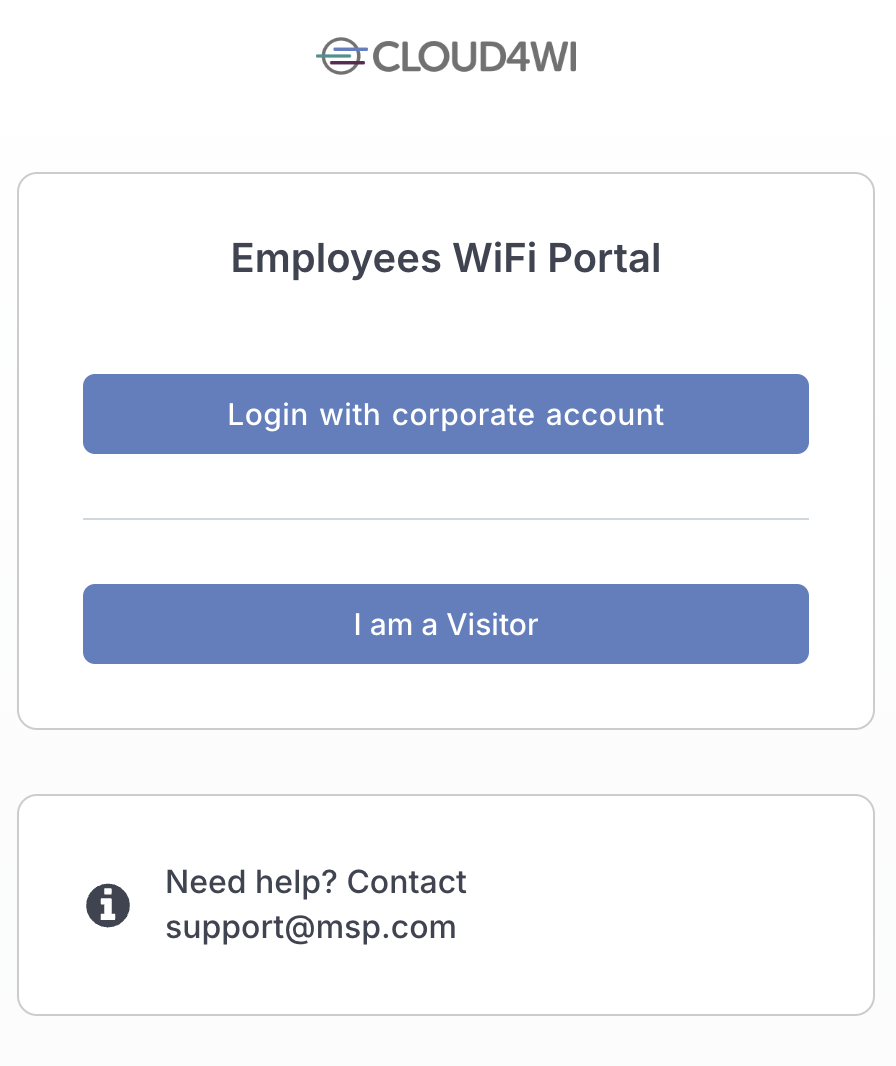 CLOUD4WI
Employees WiFi Portal
Login with corporate account
I am a Visitor
Need help? Contact
support@msp.com